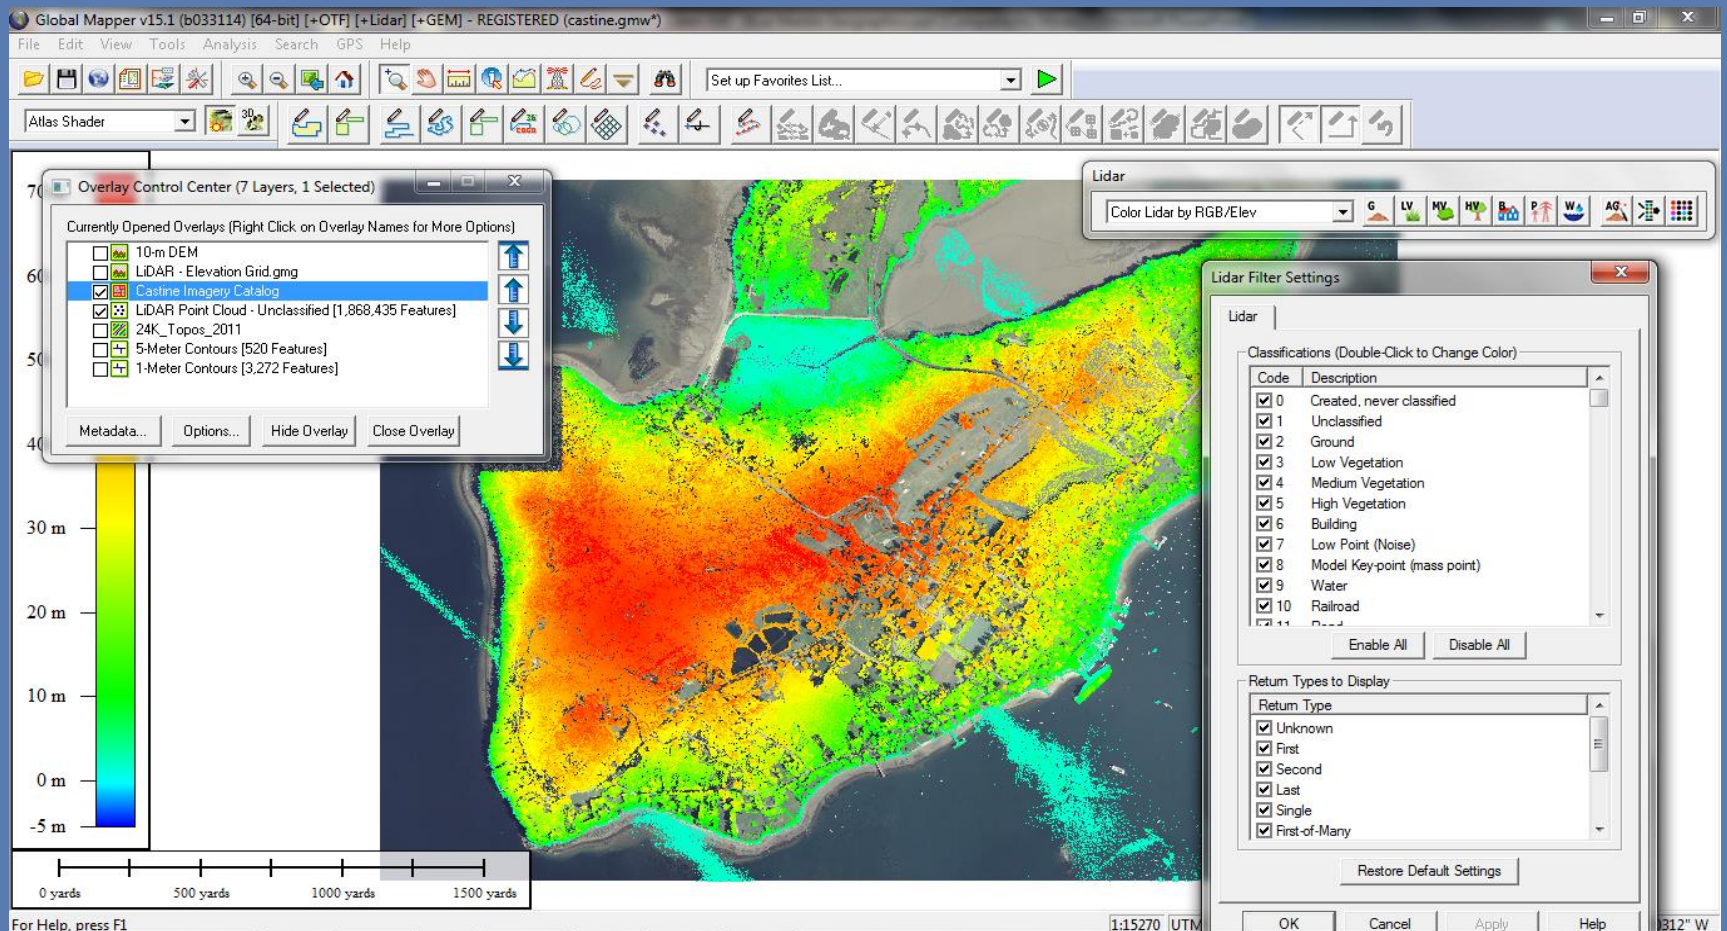 Global Mapper v15.1 (b033114) [64-bit] [+OTF] [+Lidar] [+GEM] - REGISTERED (castine.gmw*)
File Edit View Tools Analysis Search GPS Help
Set up Favorites List...
Atlas Shader
3D
Overlay Control Center (7 Layers, 1 Selected)
Currently Opened Overlays (Right Click on Overlay Names for More Options)
10-m DEM
LiDAR - Elevation Grid.gmg
Castine Imagery Catalog
LiDAR Point Cloud - Unclassified [1,868,435 Features]
24K_Topos_2011
5-Meter Contours [520 Features]
1-Meter Contours [3,272 Features]
Metadata... Options... Hide Overlay Close Overlay
30 m
20 m
10 m
0 m
-5 m
0 yards 500 yards 1000 yards 1500 yards
Lidar
Color Lidar by RGB/Elev
G LV MV HV B P W AG
Lidar Filter Settings
Lidar
Classifications (Double-Click to Change Color)
Code Description
0 Created, never classified
1 Unclassified
2 Ground
3 Low Vegetation
4 Medium Vegetation
5 High Vegetation
6 Building
7 Low Point (Noise)
8 Model Key-point (mass point)
9 Water
10 Railroad
11 Road
Enable All Disable All
Return Types to Display
Return Type
Unknown
First
Second
Last
Single
First-of-Many
Restore Default Settings
OK Cancel Apply Help
For Help, press F1
1:15270 UTM
0312" W